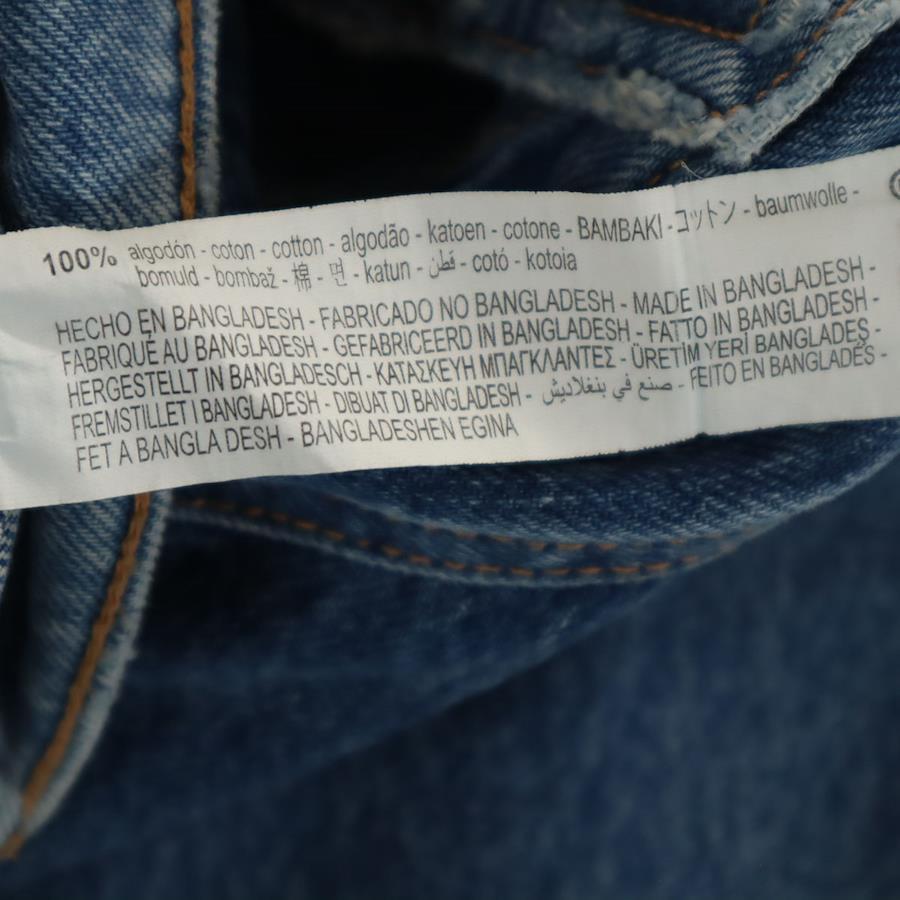 100% algodón - coton - cotton - algodão - katoen - cotone - BAMBAKI - コットン - baumwolle -
bomuld - bombaž - 棉 - 면 - katun - قطن - cotó - kotoia
HECHO EN BANGLADESH - FABRICADO NO BANGLADESH - MADE IN BANGLADESH -
FABRIQUÉ AU BANGLADESH - GEFABRICEERD IN BANGLADESH - FATTO IN BANGLADESH -
HERGESTELLT IN BANGLADESCH - ΚΑΤΑΣΚΕΥΗ ΜΠΑΓΚΛΑΝΤΕΣ - ÜRETİM YERİ BANGLADEŞ -
FREMSTILLET I BANGLADESH - DIBUAT DI BANGLADESH - صنع في بنغلاديش - FEITO EN BANGLADÉS -
FET A BANGLA DESH - BANGLADESHEN EGINA